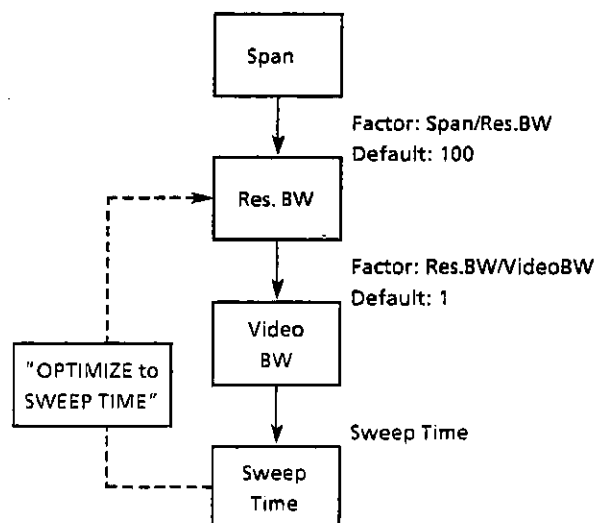 Span
Factor: Span/Res.BW
Default: 100
Res. BW
Factor: Res.BW/VideoBW
Default: 1
Video
BW
"OPTIMIZE to
SWEEP TIME"
Sweep Time
Sweep
Time